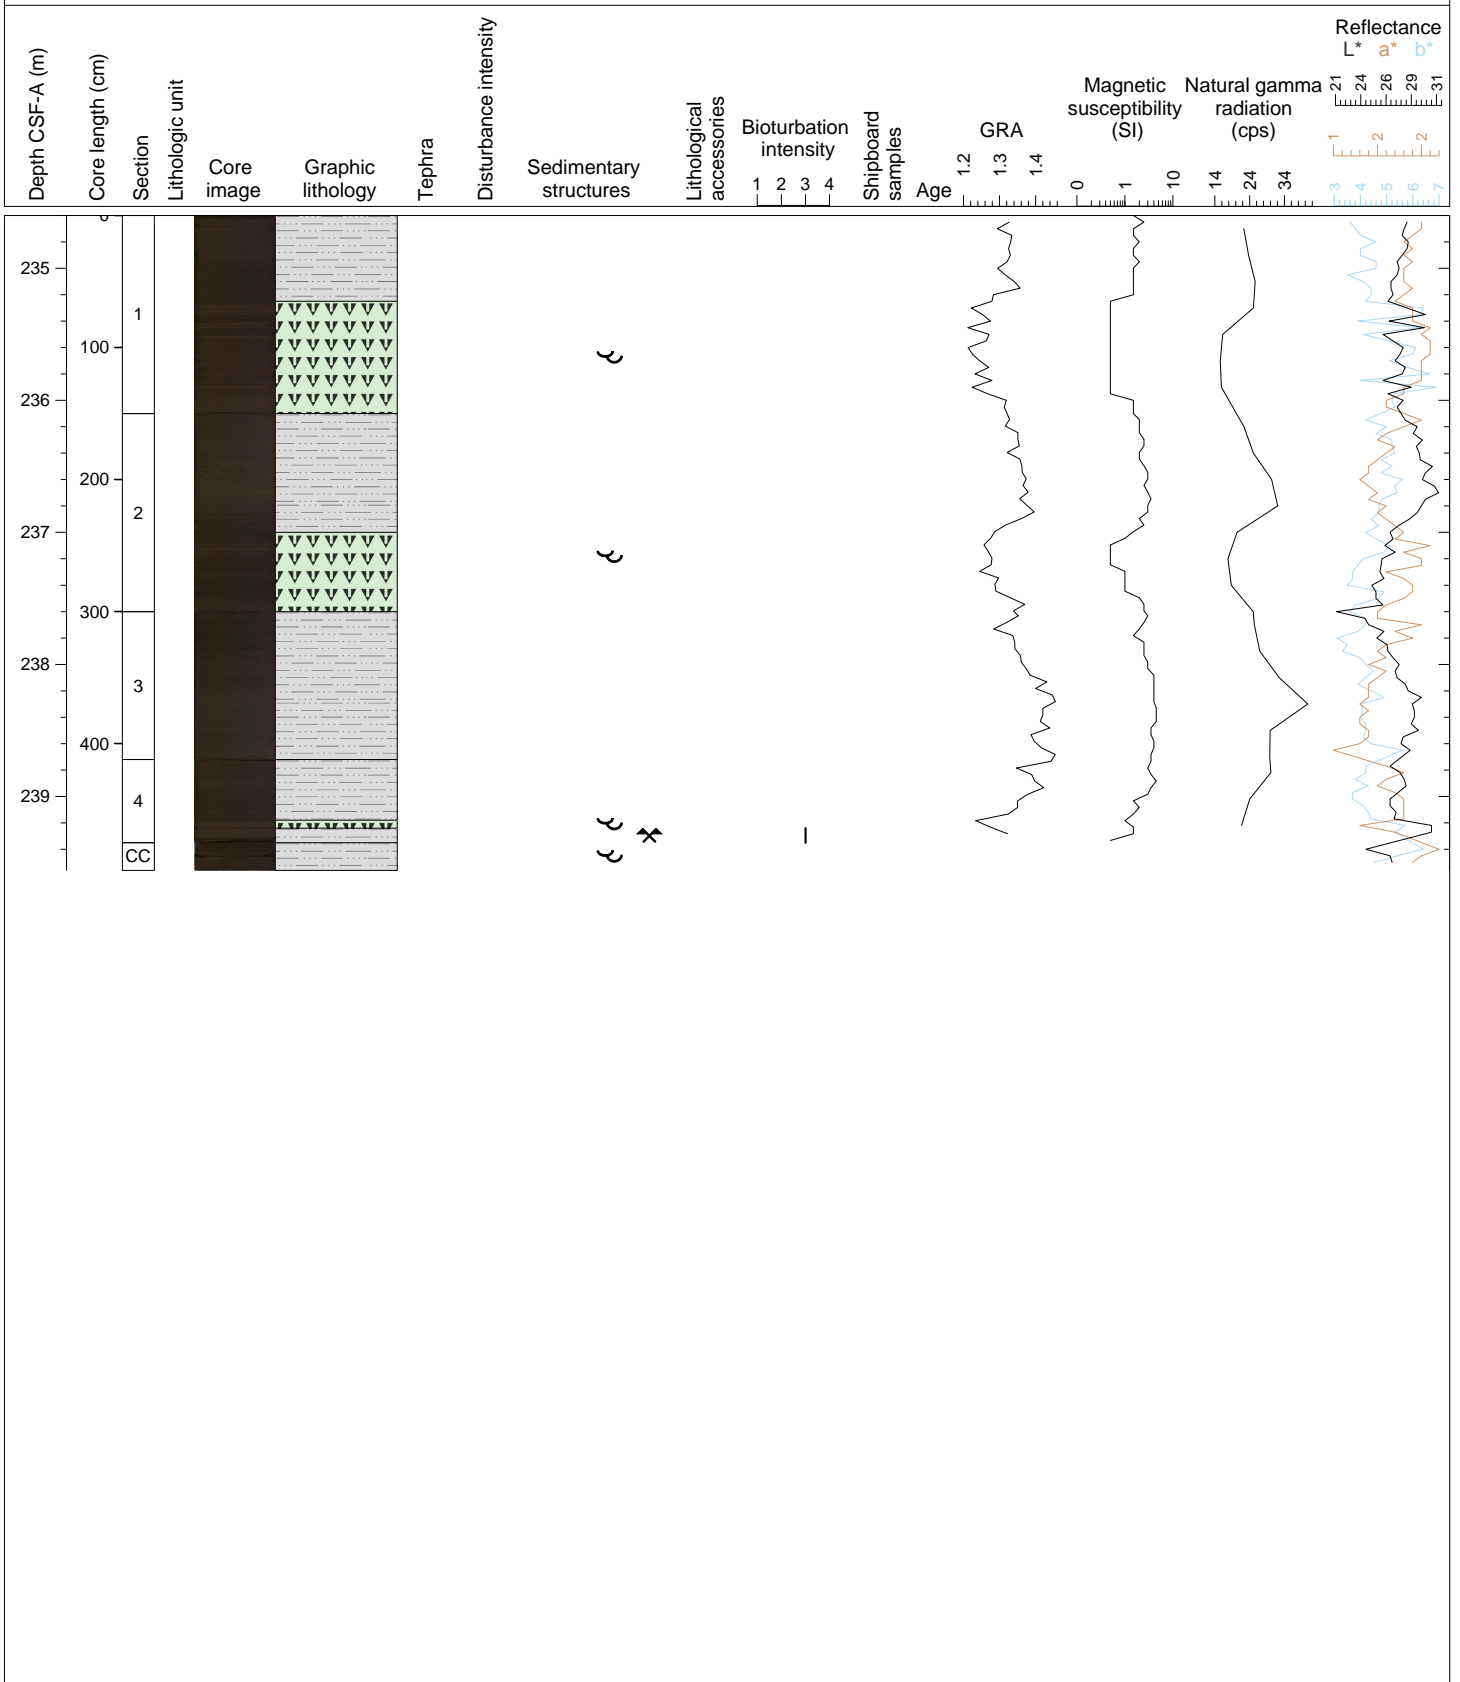 Depth CSF-A (m)
Core length (cm)
Section
Lithologic unit
Core
image
Graphic
lithology
Tephra
Disturbance intensity
Sedimentary
structures
Lithological
accessories
Bioturbation
intensity
1 2 3 4
Shipboard
samples
Age
GRA
1.2 1.3 1.4
Magnetic
susceptibility
(SI)
0 1 10
Natural gamma
radiation
(cps)
14 24 34
Reflectance
L* a* b*
21 24 26 29 31
1 2 2
3 4 5 6 7
0
235
1
100
236
200
2
237
300
238
3
400
239
4
CC